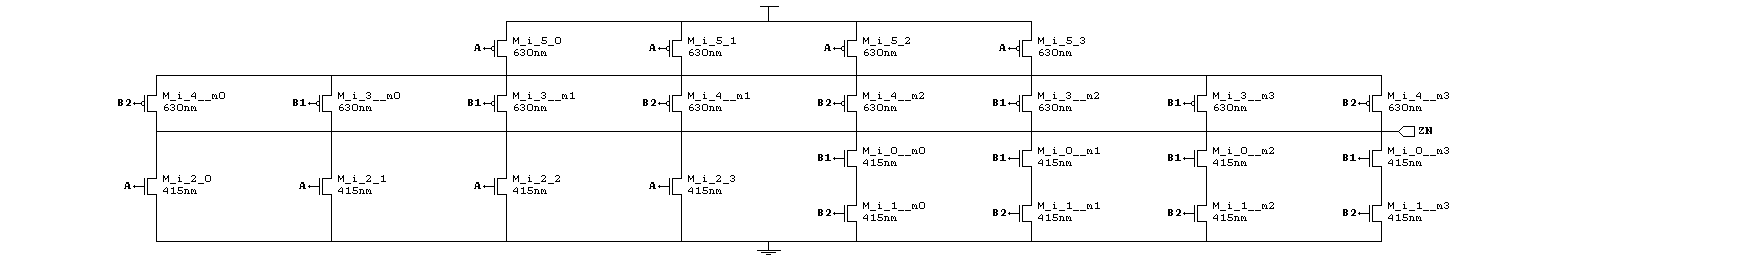 A M_i_5_0 A M_i_5_1 A M_i_5_2 A M_i_5_3
630nm 630nm 630nm 630nm
B2 M_i_4__m0 B1 M_i_3__m0 B1 M_i_3__m1 B2 M_i_4__m1 B2 M_i_4__m2 B1 M_i_3__m2 B1 M_i_3__m3 B2 M_i_4__m3
630nm 630nm 630nm 630nm 630nm 630nm 630nm 630nm
ZN
B1 M_i_0__m0 B1 M_i_0__m1 B1 M_i_0__m2 B1 M_i_0__m3
415nm 415nm 415nm 415nm
A M_i_2_0 A M_i_2_1 A M_i_2_2 A M_i_2_3
415nm 415nm 415nm 415nm
B2 M_i_1__m0 B2 M_i_1__m1 B2 M_i_1__m2 B2 M_i_1__m3
415nm 415nm 415nm 415nm